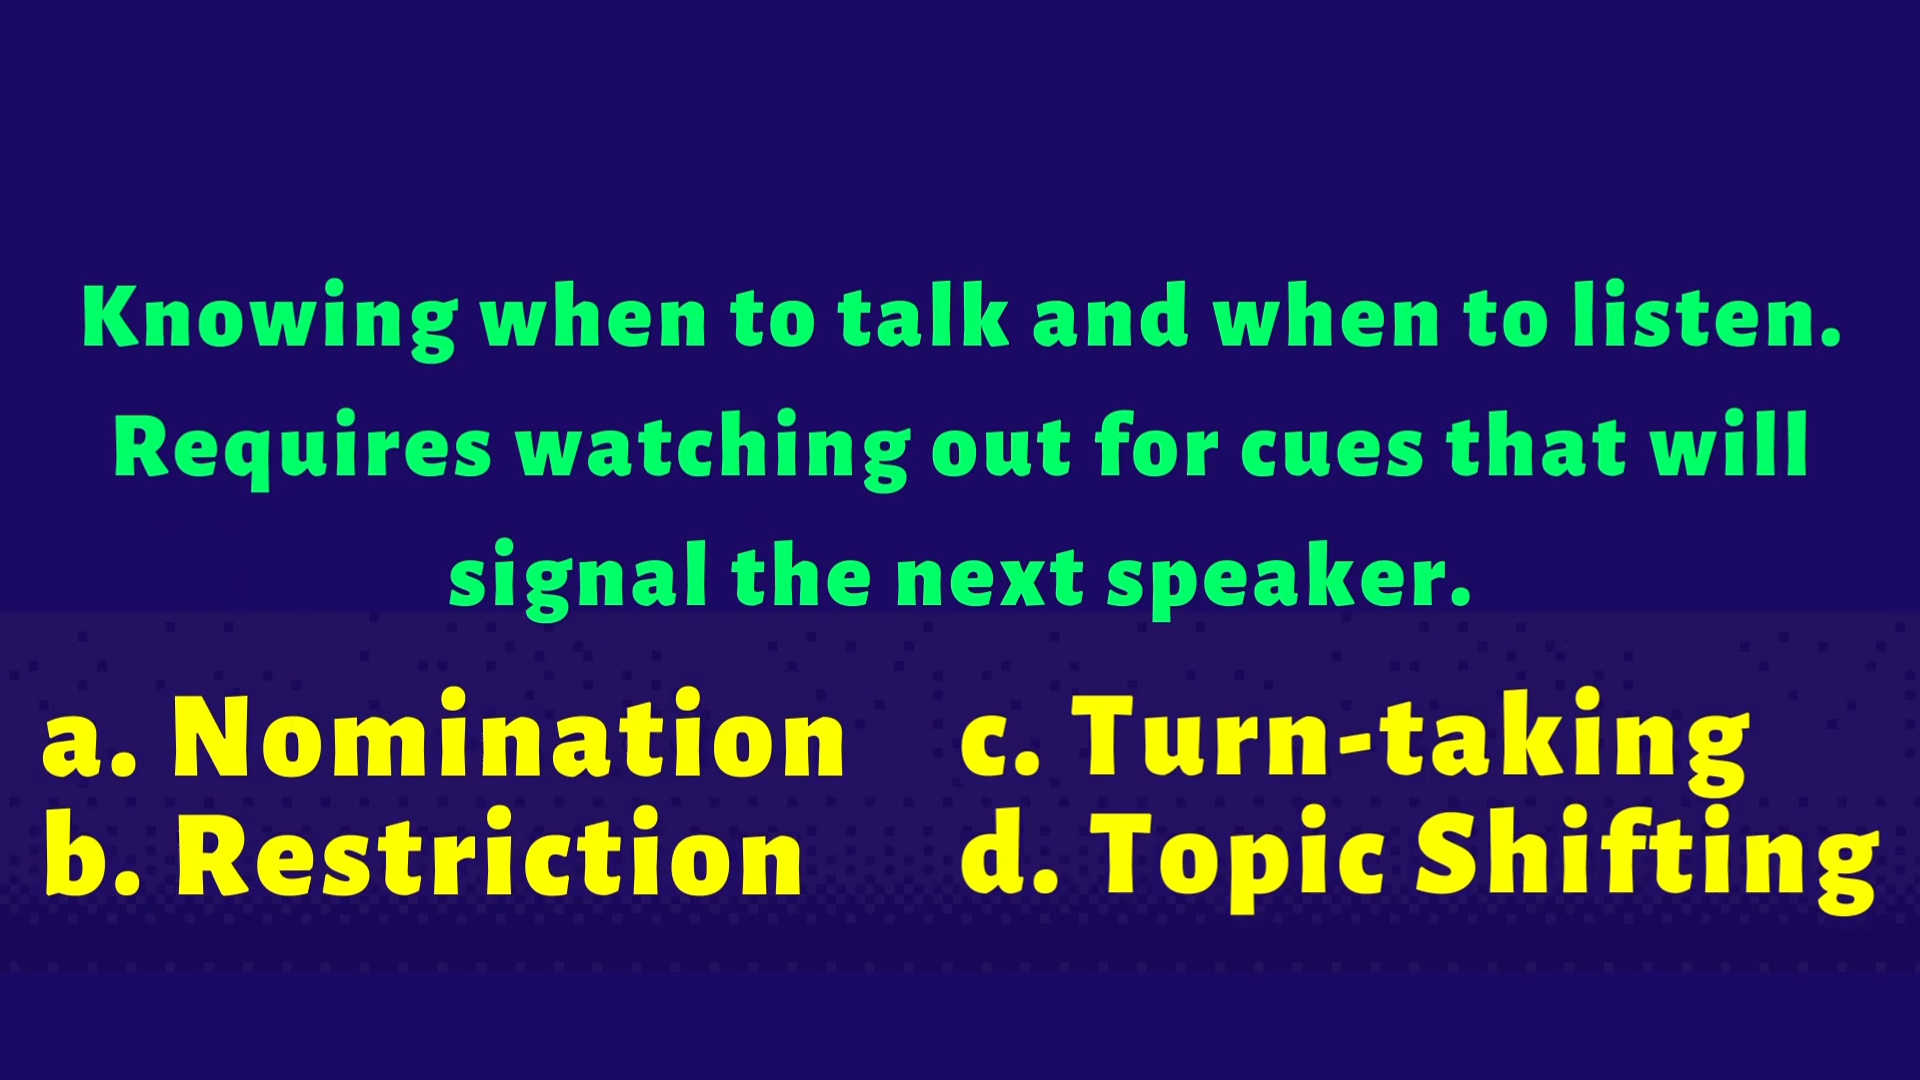 Knowing when to talk and when to listen.
Requires watching out for cues that will
signal the next speaker.
a. Nomination
b. Restriction
c. Turn-taking
d. Topic Shifting